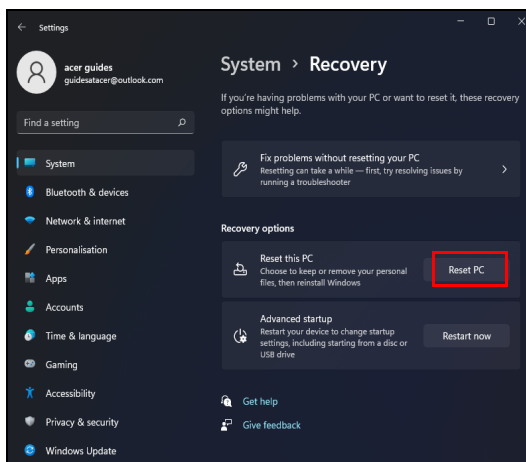 Settings
acer guides
guidesatacer@outlook.com
Find a setting
System
Bluetooth & devices
Network & internet
Personalisation
Apps
Accounts
Time & language
Gaming
Accessibility
Privacy & security
Windows Update
System > Recovery
If you're having problems with your PC or want to reset it, these recovery
options might help.
Fix problems without resetting your PC
Resetting can take a while — first, try resolving issues by
running a troubleshooter
Recovery options
Reset this PC
Choose to keep or remove your personal
files, then reinstall Windows
Reset PC
Advanced startup
Restart your device to change startup
settings, including starting from a disc or
USB drive
Restart now
Get help
Give feedback